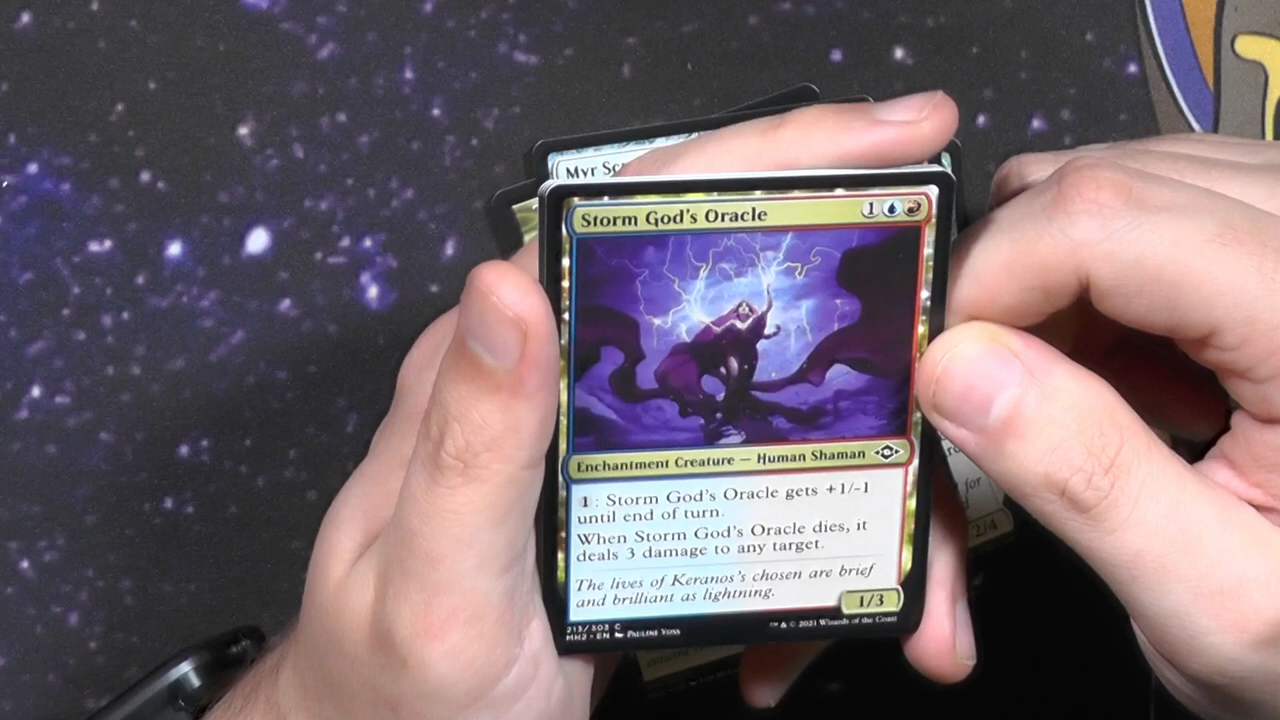 Myr Sc
Storm God's Oracle 1
Enchantment Creature — Human Shaman
1: Storm God's Oracle gets +1/-1
until end of turn.
When Storm God's Oracle dies, it
deals 3 damage to any target.
The lives of Keranos's chosen are brief
and brilliant as lightning.
1/3
213/303 C
MH2 • EN Pauline Voss
™ & © 2021 Wizards of the Coast
for
2/4